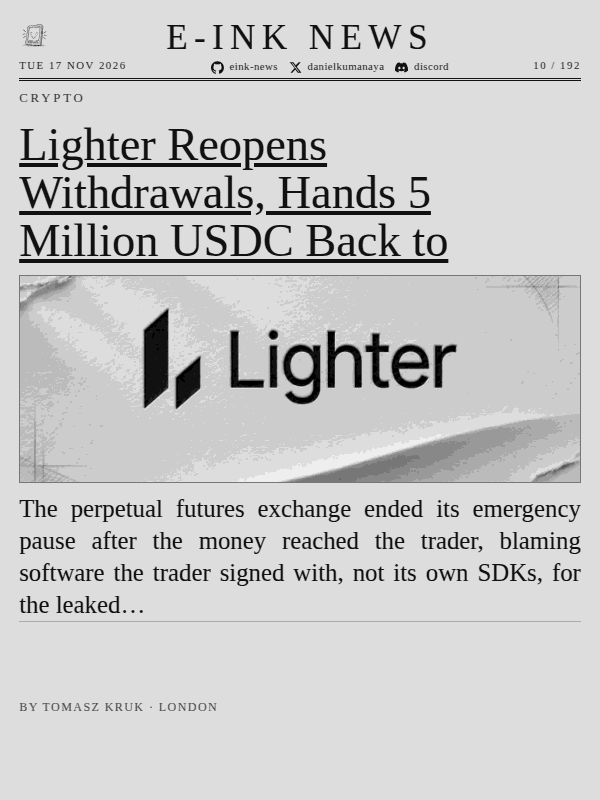 E-INK NEWS
TUE 17 NOV 2026
eink-news danielkumanaya discord
10 / 192
CRYPTO
Lighter Reopens
Withdrawals, Hands 5
Million USDC Back to
Lighter
The perpetual futures exchange ended its emergency
pause after the money reached the trader, blaming
software the trader signed with, not its own SDKs, for
the leaked…
BY TOMASZ KRUK · LONDON